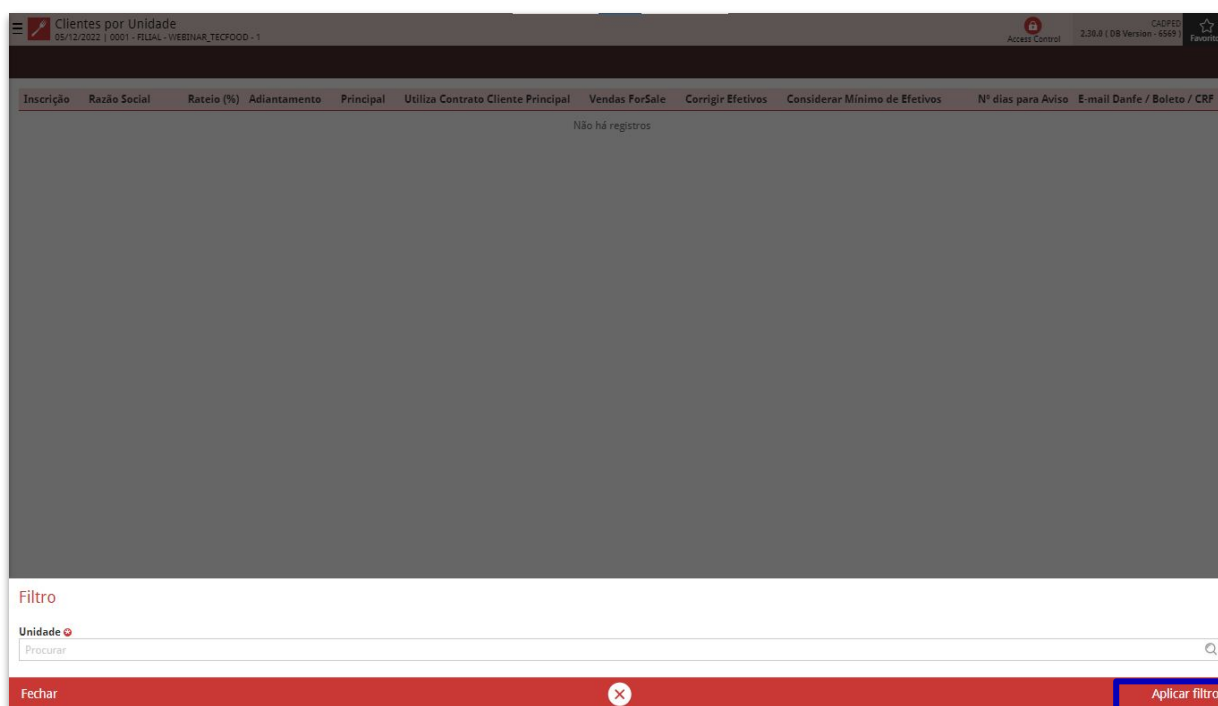 Clientes por Unidade
05/12/2022 | 0001 - FILIAL - WEBINAR_TECFOOD - 1
Access Control
CADPED
2.30.0 ( DB Version - 6569 )
Favorito
Inscrição Razão Social Rateio (%) Adiantamento Principal Utiliza Contrato Cliente Principal Vendas ForSale Corrigir Efetivos Considerar Mínimo de Efetivos Nº dias para Aviso E-mail Danfe / Boleto / CRF
Não há registros
Filtro
Unidade
Procurar
Fechar Aplicar filtro